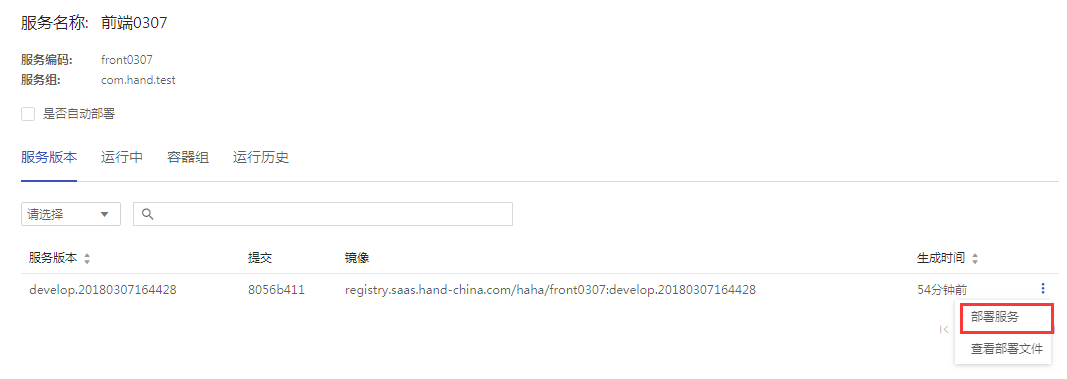 服务名称: 前端0307
服务编码: front0307
服务组: com.hand.test
是否自动部署
服务版本 运行中 容器组 运行历史
请选择
服务版本 提交 镜像 生成时间
develop.20180307164428 8056b411 registry.saas.hand-china.com/haha/front0307:develop.20180307164428 54分钟前
部署服务
查看部署文件